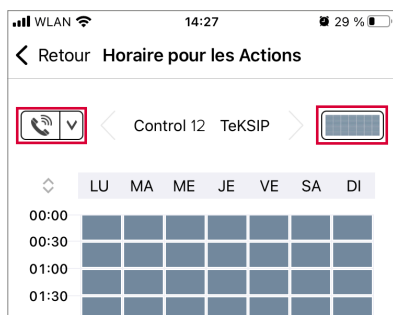 WLAN 14:27 29 %
Retour Horaire pour les Actions
Control 12 TeKSIP
LU MA ME JE VE SA DI
00:00
00:30
01:00
01:30